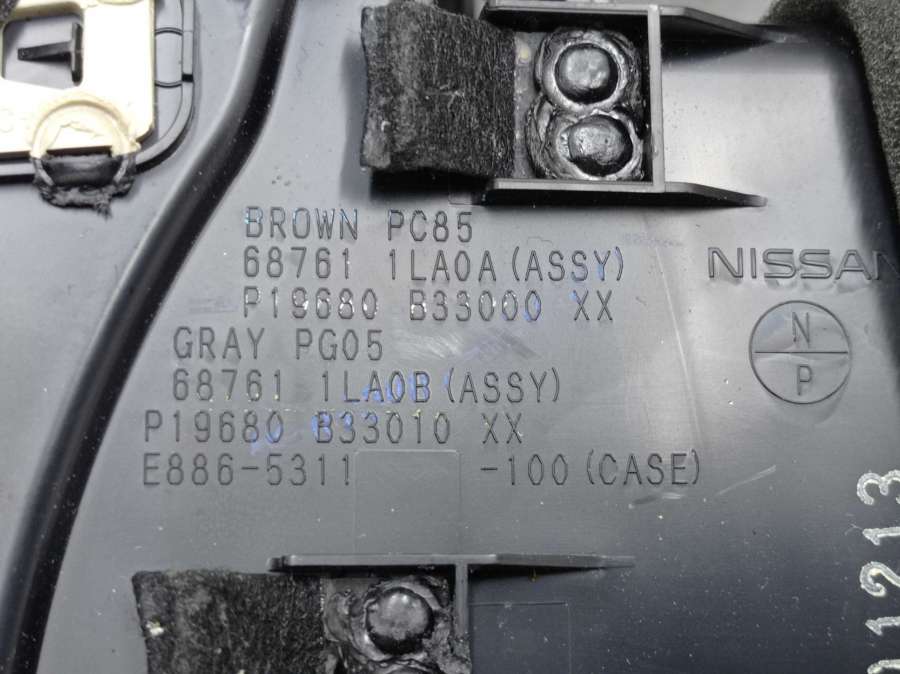 BROWN PC85
68761 1LA0A (ASSY)
P19680 B33000 XX
GRAY PG05
68761 1LA0B (ASSY)
P19680 B33010 XX
E886-5311 -100 (CASE)
NISSAN
N
P
01213